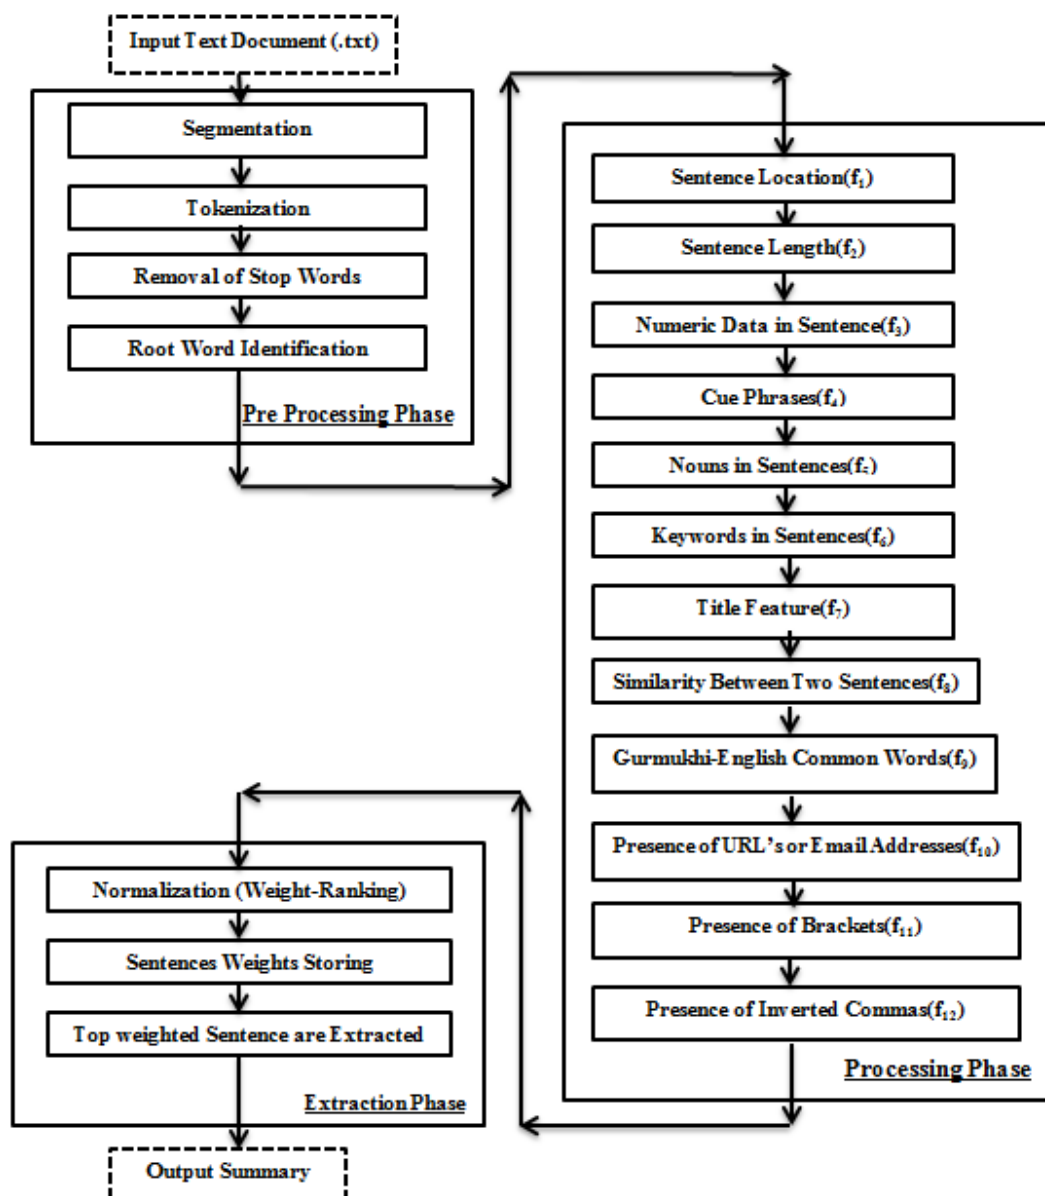 Input Text Document (.txt)
Segmentation
Tokenization
Removal of Stop Words
Root Word Identification
Pre Processing Phase
Sentence Location(f₁)
Sentence Length(f₂)
Numeric Data in Sentence(f₃)
Cue Phrases(f₄)
Nouns in Sentences(f₅)
Keywords in Sentences(f₆)
Title Feature(f₇)
Similarity Between Two Sentences(f₈)
Gurmukhi-English Common Words(f₉)
Presence of URL's or Email Addresses(f₁₀)
Presence of Brackets(f₁₁)
Presence of Inverted Commas(f₁₂)
Processing Phase
Normalization (Weight-Ranking)
Sentences Weights Storing
Top weighted Sentence are Extracted
Extraction Phase
Output Summary